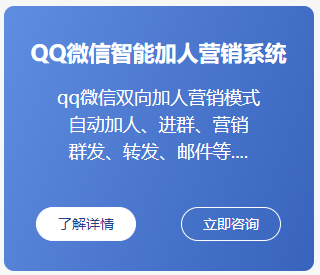 QQ微信智能加人营销系统
qq微信双向加人营销模式
自动加人、进群、营销
群发、转发、邮件等....
了解详情
立即咨询